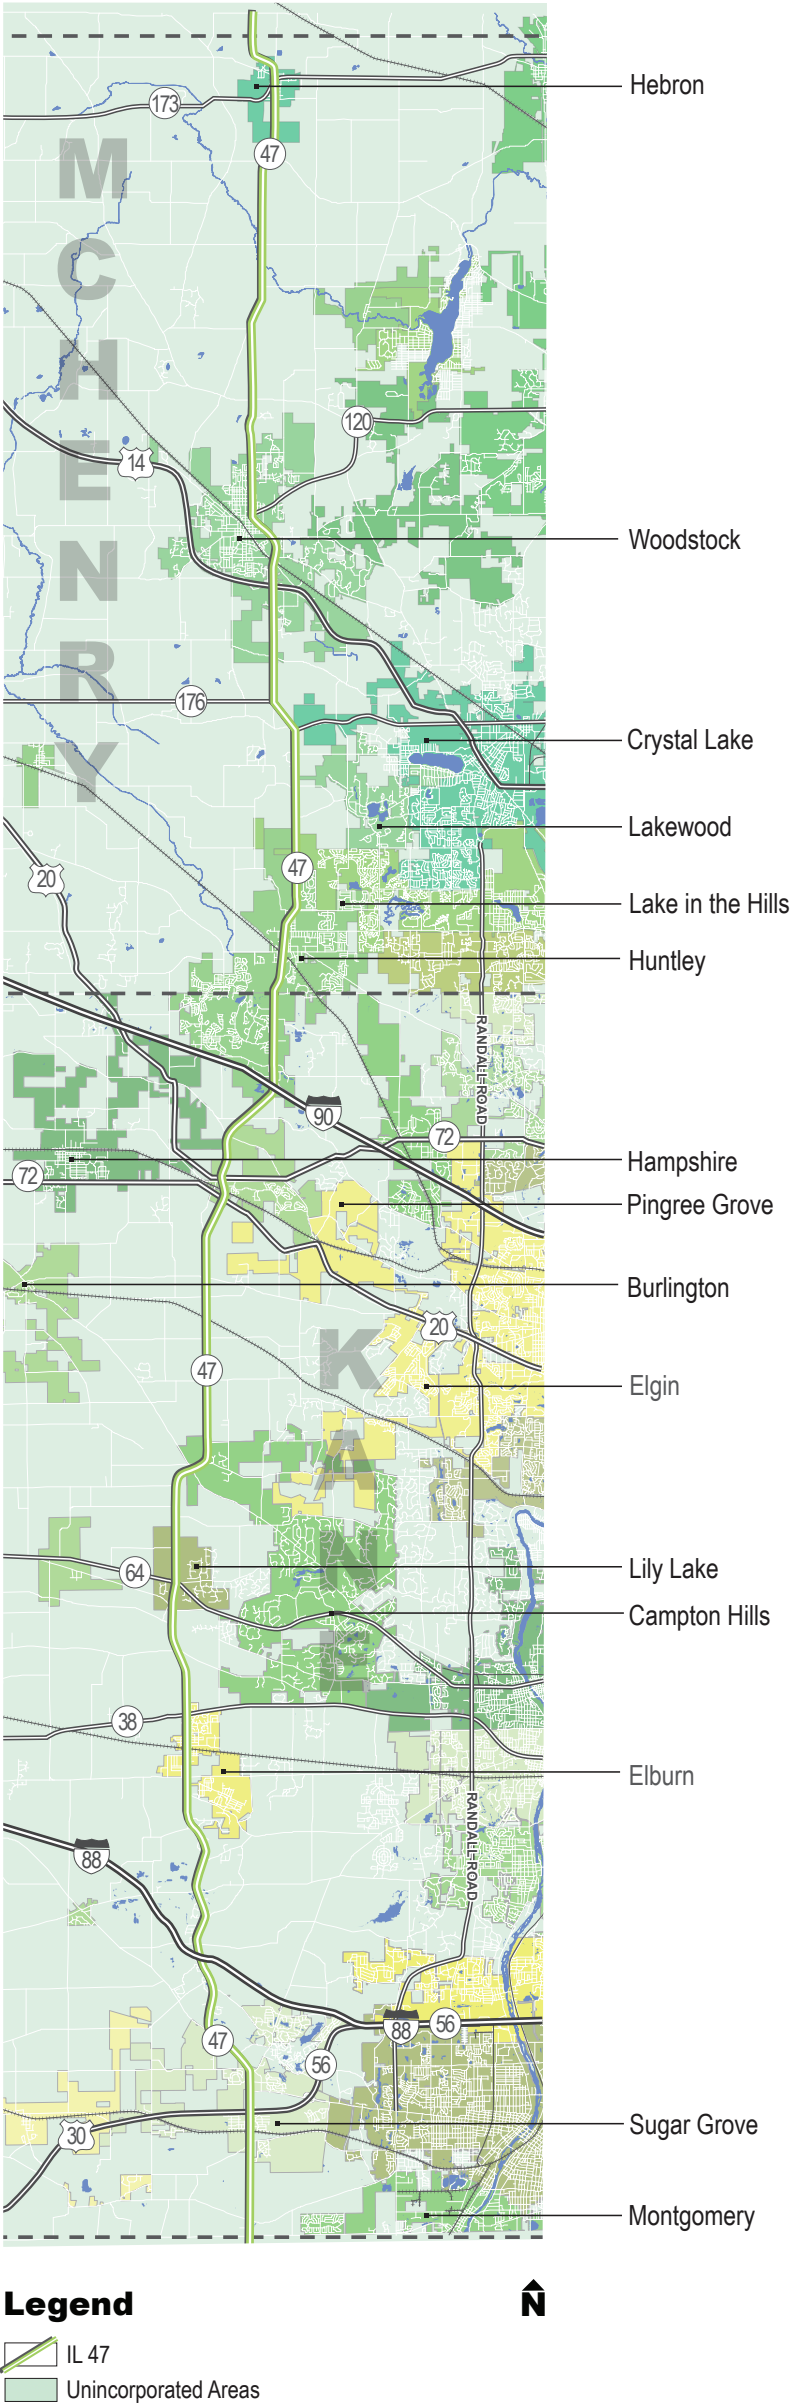 Hebron
173
47
MCHENRY
120
14
Woodstock
176
Crystal Lake
Lakewood
47
20
Lake in the Hills
Huntley
RANDALL ROAD
90
72
Hampshire
72
Pingree Grove
Burlington
20
47
KANE
Elgin
64
Lily Lake
Campton Hills
38
Elburn
RANDALL ROAD
88
47
88
56
56
30
Sugar Grove
Montgomery
Legend
N
IL 47
Unincorporated Areas